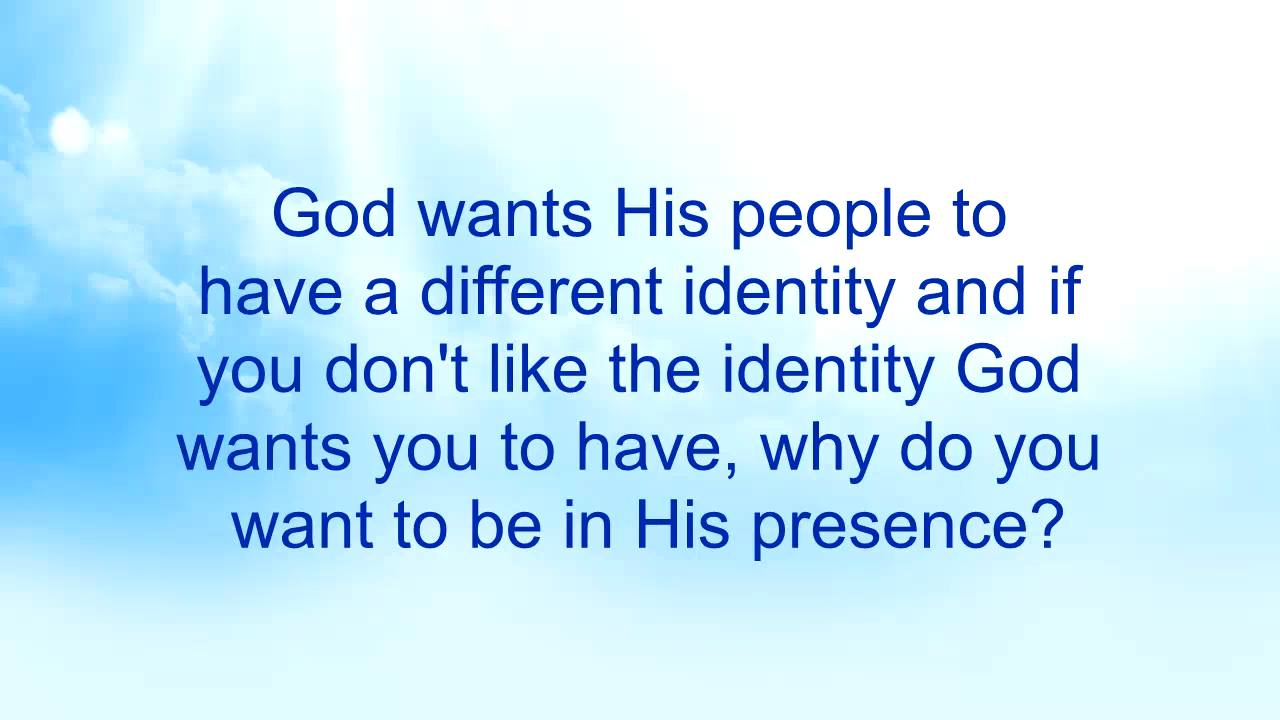 God wants His people to
have a different identity and if
you don't like the identity God
wants you to have, why do you
want to be in His presence?